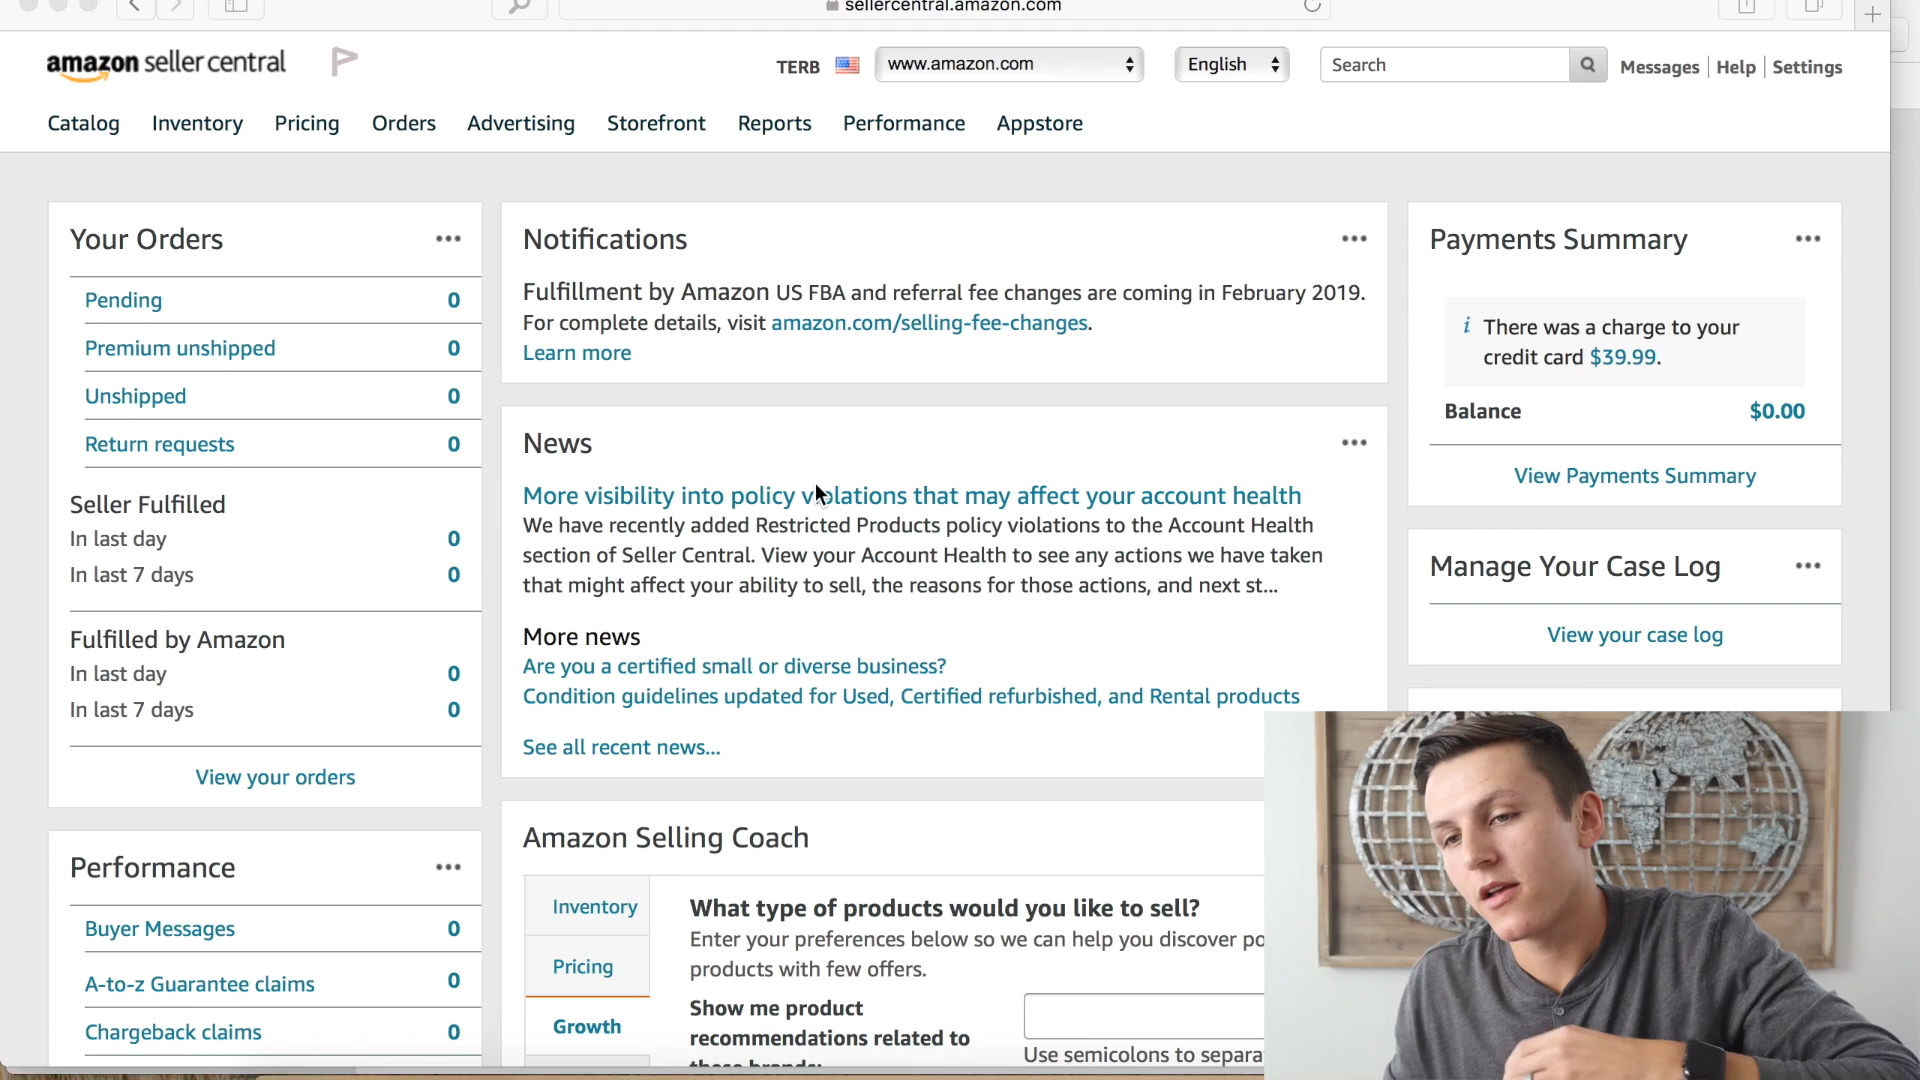 sellercentral.amazon.com
amazon seller central
TERB
www.amazon.com
English
Search
Messages
Help
Settings
Catalog
Inventory
Pricing
Orders
Advertising
Storefront
Reports
Performance
Appstore
Your Orders
Pending 0
Premium unshipped 0
Unshipped 0
Return requests 0
Seller Fulfilled
In last day 0
In last 7 days 0
Fulfilled by Amazon
In last day 0
In last 7 days 0
View your orders
Performance
Buyer Messages 0
A-to-z Guarantee claims 0
Chargeback claims 0
Notifications
Fulfillment by Amazon US FBA and referral fee changes are coming in February 2019.
For complete details, visit amazon.com/selling-fee-changes.
Learn more
News
More visibility into policy violations that may affect your account health
We have recently added Restricted Products policy violations to the Account Health
section of Seller Central. View your Account Health to see any actions we have taken
that might affect your ability to sell, the reasons for those actions, and next st...
More news
Are you a certified small or diverse business?
Condition guidelines updated for Used, Certified refurbished, and Rental products
See all recent news...
Amazon Selling Coach
Inventory
Pricing
Growth
What type of products would you like to sell?
Enter your preferences below so we can help you discover po
products with few offers.
Show me product
recommendations related to
these brands:
Use semicolons to separa
Payments Summary
i There was a charge to your
credit card $39.99.
Balance $0.00
View Payments Summary
Manage Your Case Log
View your case log